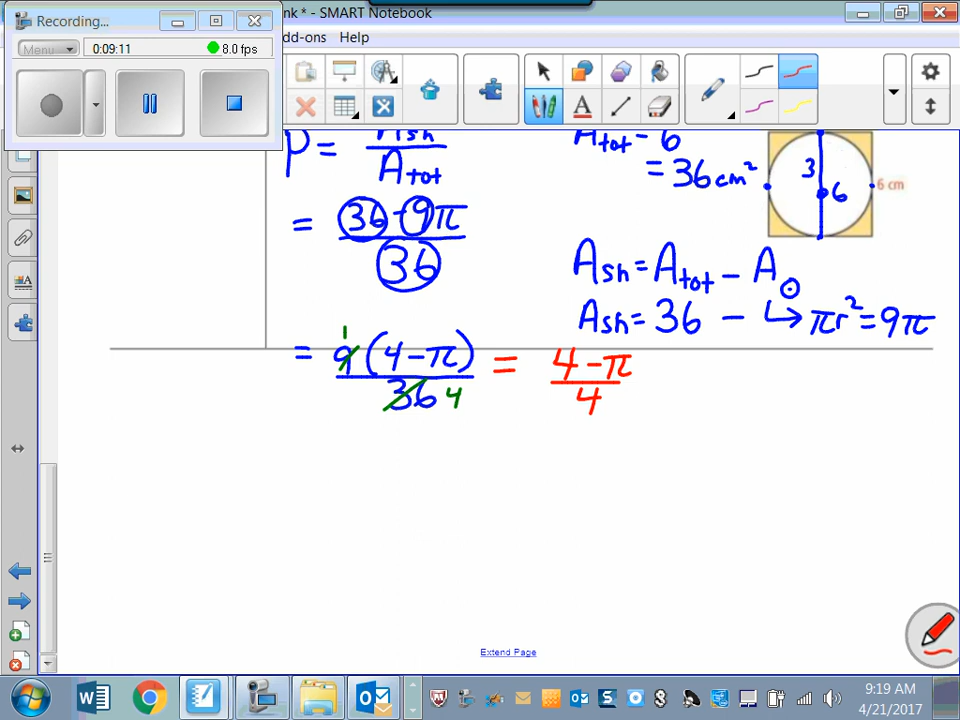 Recording...
nk * - SMART Notebook
Menu
0:09:11
8.0 fps
dd-ons
Help
P = Ash / Atot
Atot = 6
= 36 cm²
3
6
6 cm
= 36 - 9π / 36
Ash = Atot - A⊙
Ash = 36 - ↳ πr² = 9π
1
= 9 (4 - π) / 36 4 = 4 - π / 4
Extend Page
9:19 AM
4/21/2017